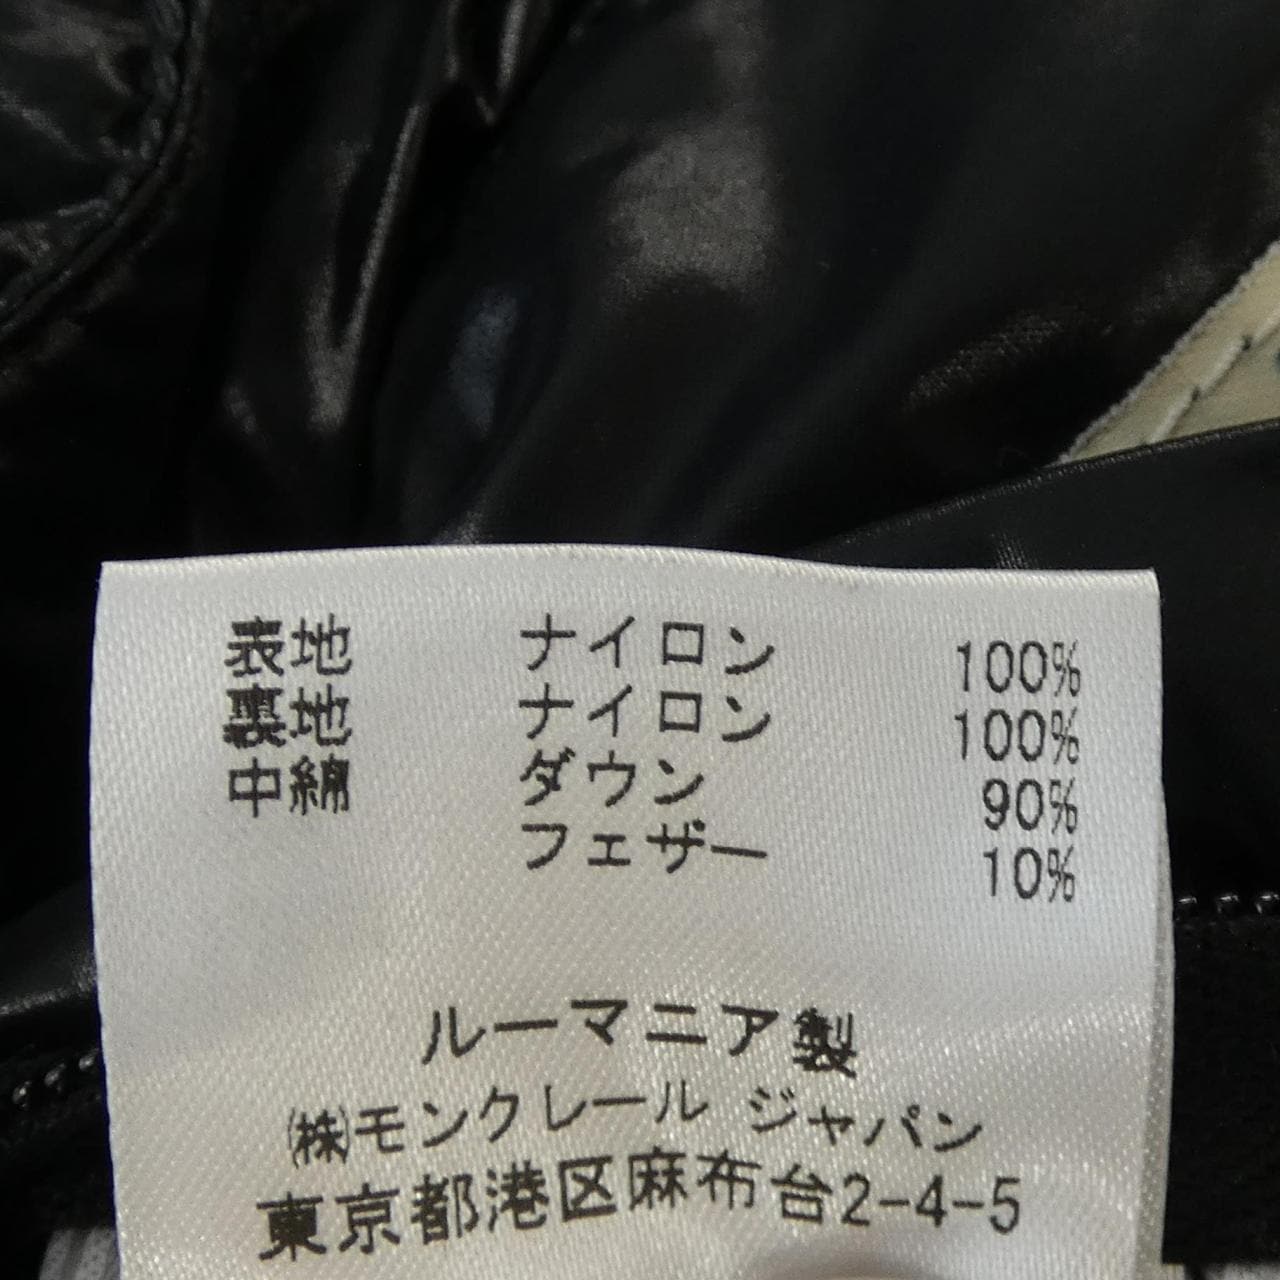 表地 ナイロン 100%
裏地 ナイロン 100%
中綿 ダウン 90%
フェザー 10%
ルーマニア製
㈱モンクレール ジャパン
東京都港区麻布台2-4-5